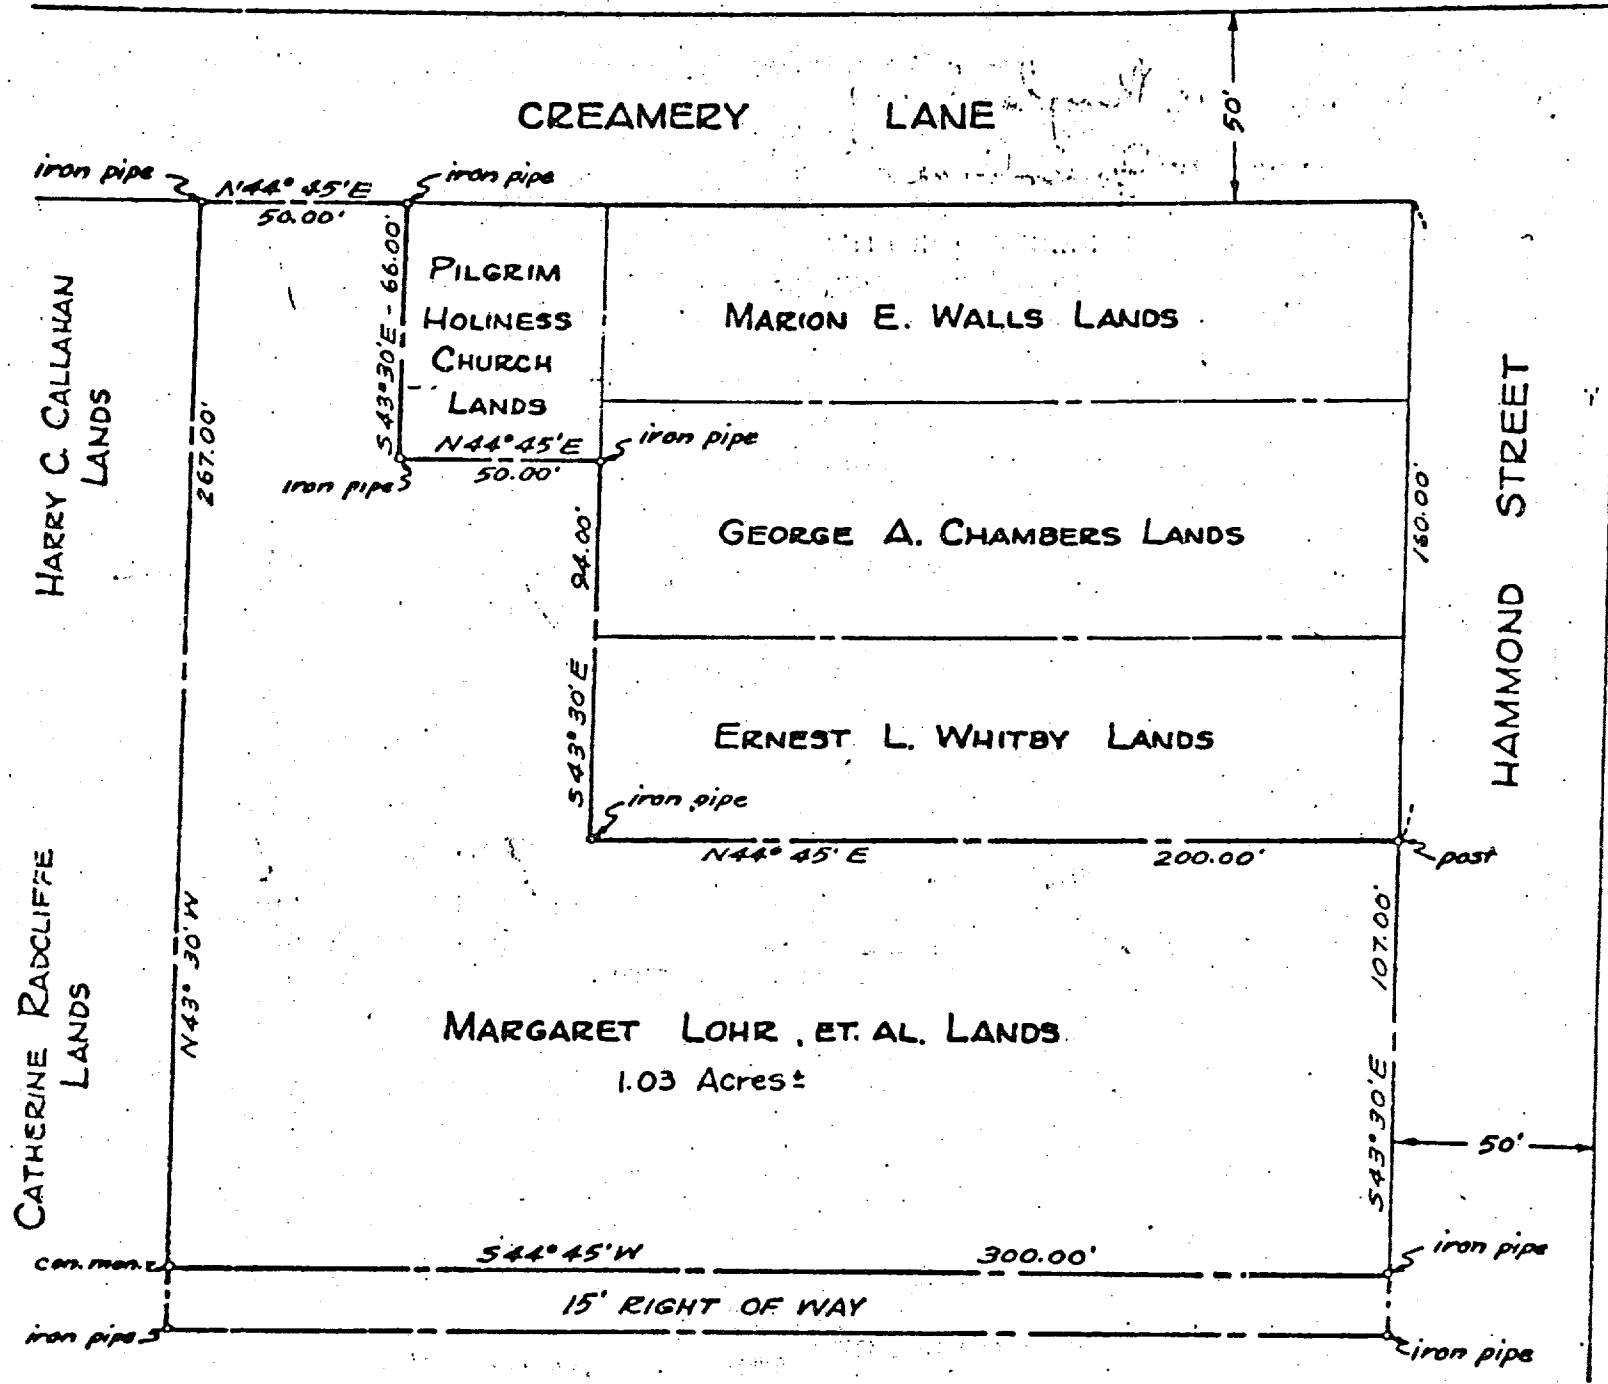 CREAMERY LANE
50'
iron pipe
N44° 45' E
50.00'
iron pipe
S43° 30' E - 66.00'
PILGRIM
HOLINESS
CHURCH
LANDS
N44° 45' E
50.00'
iron pipe
iron pipe
MARION E. WALLS LANDS
HARRY C. CALLAHAN
LANDS
267.00'
N43° 30' W
94.00'
S43° 30' E
GEORGE A. CHAMBERS LANDS
160.00'
HAMMOND STREET
ERNEST L. WHITBY LANDS
iron pipe
N44° 45' E 200.00'
post
CATHERINE RADCLIFFE
LANDS
MARGARET LOHR, ET. AL. LANDS
1.03 Acres ±
107.00'
S43° 30' E
50'
con. mon.
S44° 45' W 300.00'
iron pipe
15' RIGHT OF WAY
iron pipe
iron pipe